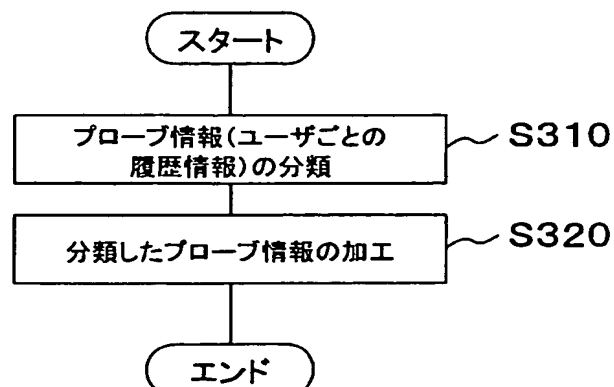 スタート
プローブ情報(ユーザごとの
履歴情報)の分類
S310
分類したプローブ情報の加工
S320
エンド